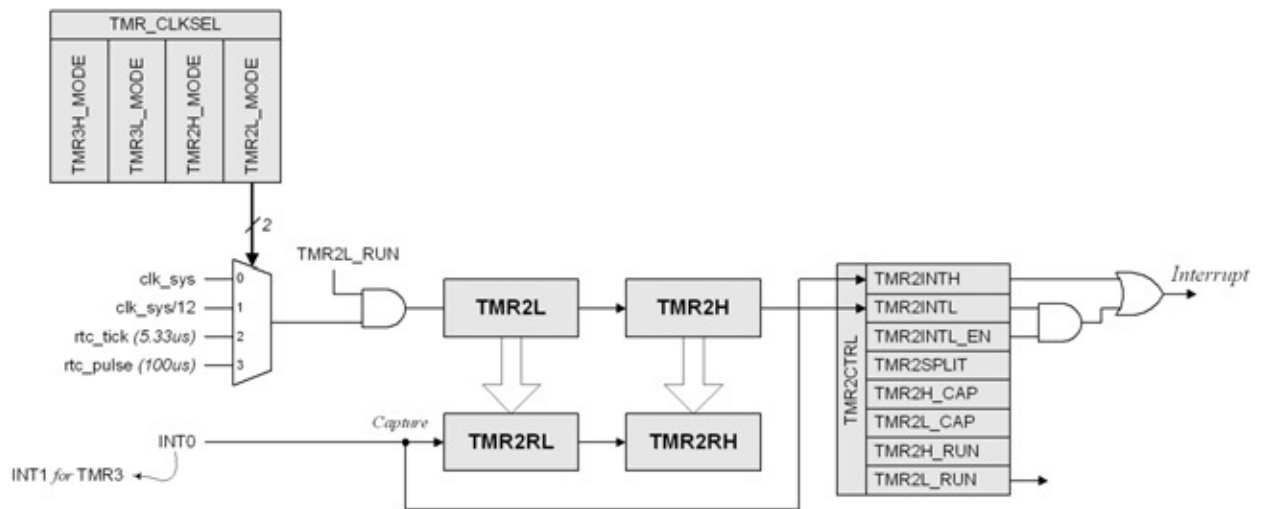 TMR_CLKSEL
TMR3H_MODE
TMR3L_MODE
TMR2H_MODE
TMR2L_MODE
2
TMR2L_RUN
clk_sys 0
clk_sys/12 1
rtc_tick (5.33us) 2
rtc_pulse (100us) 3
TMR2L
TMR2H
Capture
INT0
TMR2RL
TMR2RH
INT1 for TMR3
TMR2CTRL
TMR2INTH
TMR2INTL
TMR2INTL_EN
TMR2SPLIT
TMR2H_CAP
TMR2L_CAP
TMR2H_RUN
TMR2L_RUN
Interrupt